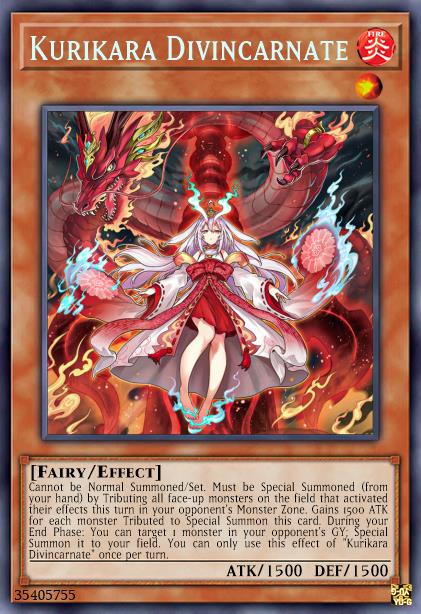 KURIKARA DIVINCARNATE
FIRE
炎
[FAIRY/EFFECT]
Cannot be Normal Summoned/Set. Must be Special Summoned (from
your hand) by Tributing all face-up monsters on the field that activated
their effects this turn in your opponent's Monster Zone. Gains 1500 ATK
for each monster Tributed to Special Summon this card. During your
End Phase: You can target 1 monster in your opponent's GY; Special
Summon it to your field. You can only use this effect of "Kurikara
Divincarnate" once per turn.
ATK/1500 DEF/1500
35405755